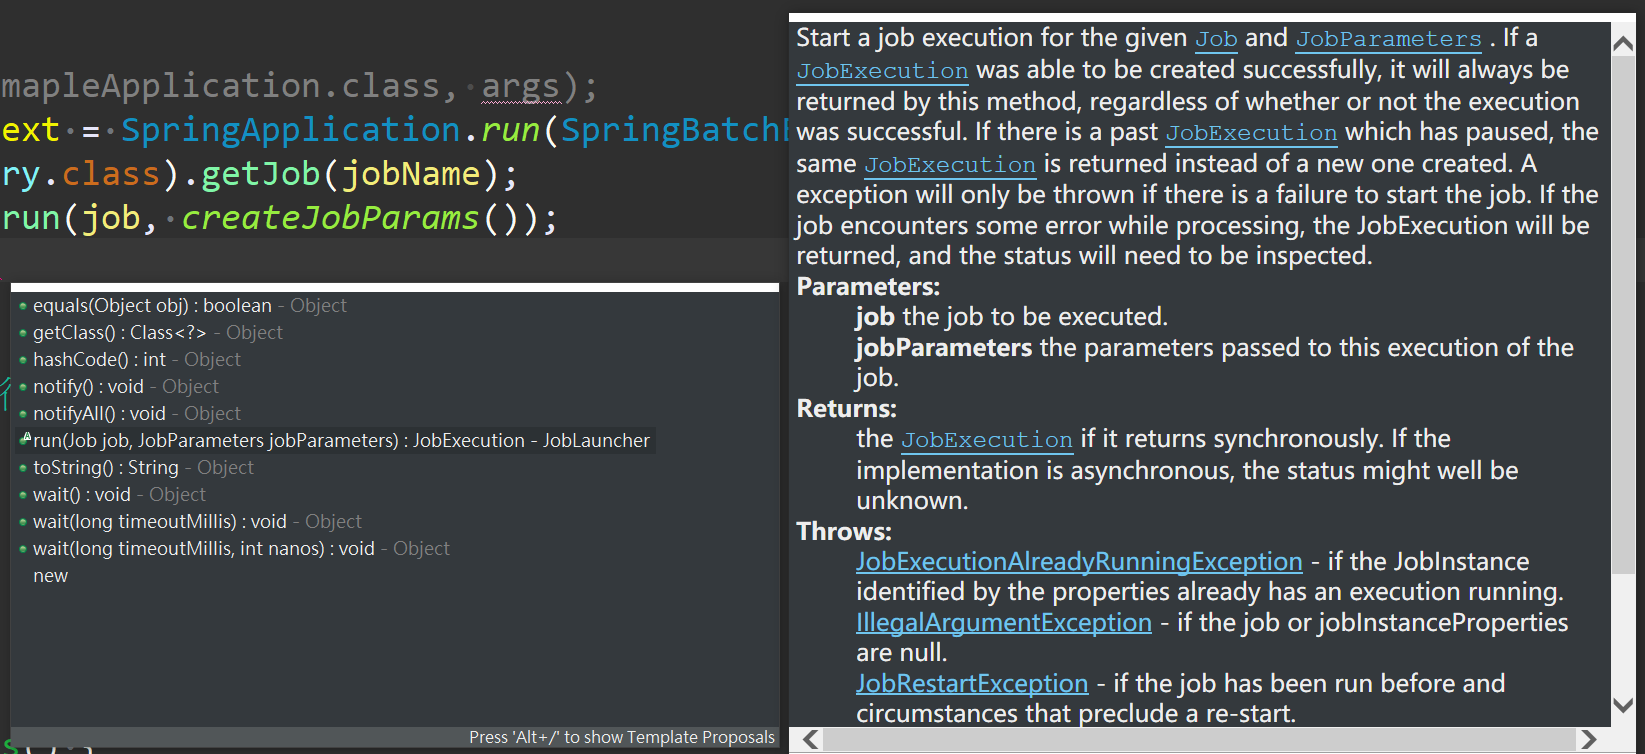 mapleApplication.class, args);
ext = SpringApplication.run(SpringBatch
ry.class).getJob(jobName);
run(job, createJobParams());
equals(Object obj) : boolean - Object
getClass() : Class<?> - Object
hashCode() : int - Object
notify() : void - Object
notifyAll() : void - Object
run(Job job, JobParameters jobParameters) : JobExecution - JobLauncher
toString() : String - Object
wait() : void - Object
wait(long timeoutMillis) : void - Object
wait(long timeoutMillis, int nanos) : void - Object
new
Press 'Alt+/' to show Template Proposals
Start a job execution for the given Job and JobParameters . If a
JobExecution was able to be created successfully, it will always be
returned by this method, regardless of whether or not the execution
was successful. If there is a past JobExecution which has paused, the
same JobExecution is returned instead of a new one created. A
exception will only be thrown if there is a failure to start the job. If the
job encounters some error while processing, the JobExecution will be
returned, and the status will need to be inspected.
Parameters:
job the job to be executed.
jobParameters the parameters passed to this execution of the
job.
Returns:
the JobExecution if it returns synchronously. If the
implementation is asynchronous, the status might well be
unknown.
Throws:
JobExecutionAlreadyRunningException - if the JobInstance
identified by the properties already has an execution running.
IllegalArgumentException - if the job or jobInstanceProperties
are null.
JobRestartException - if the job has been run before and
circumstances that preclude a re-start.